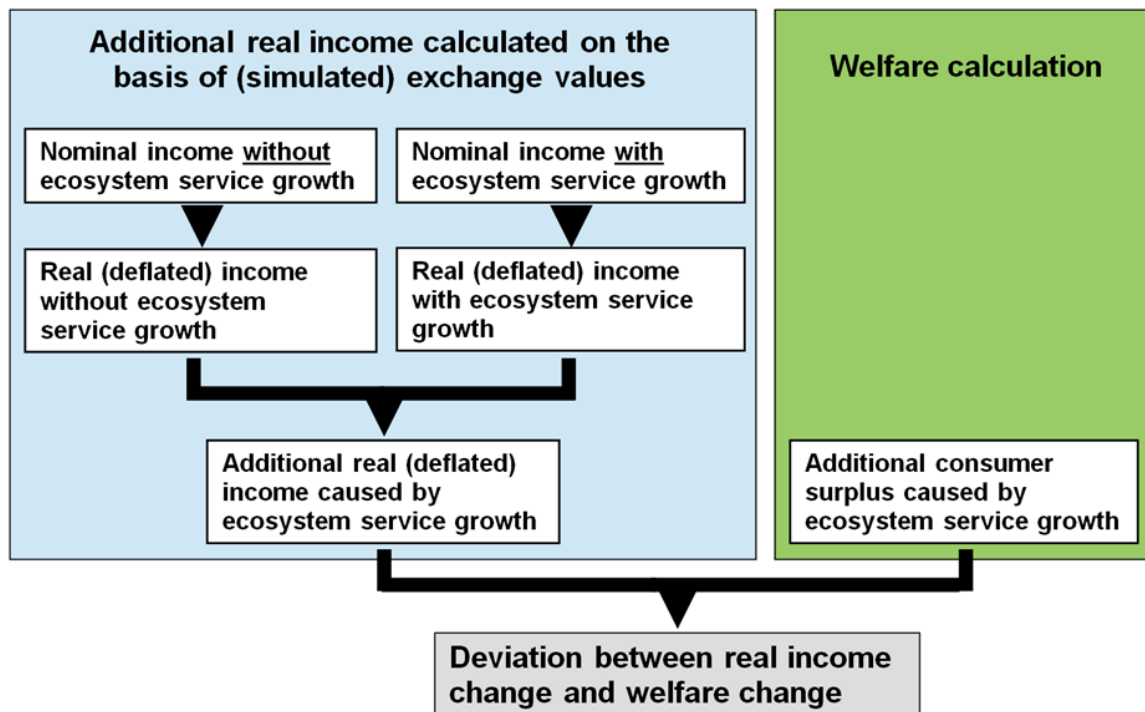 Additional real income calculated on the
basis of (simulated) exchange values
Nominal income without
ecosystem service growth
Nominal income with
ecosystem service growth
Real (deflated) income
without ecosystem
service growth
Real (deflated) income
with ecosystem service
growth
Additional real (deflated)
income caused by
ecosystem service growth
Welfare calculation
Additional consumer
surplus caused by
ecosystem service growth
Deviation between real income
change and welfare change